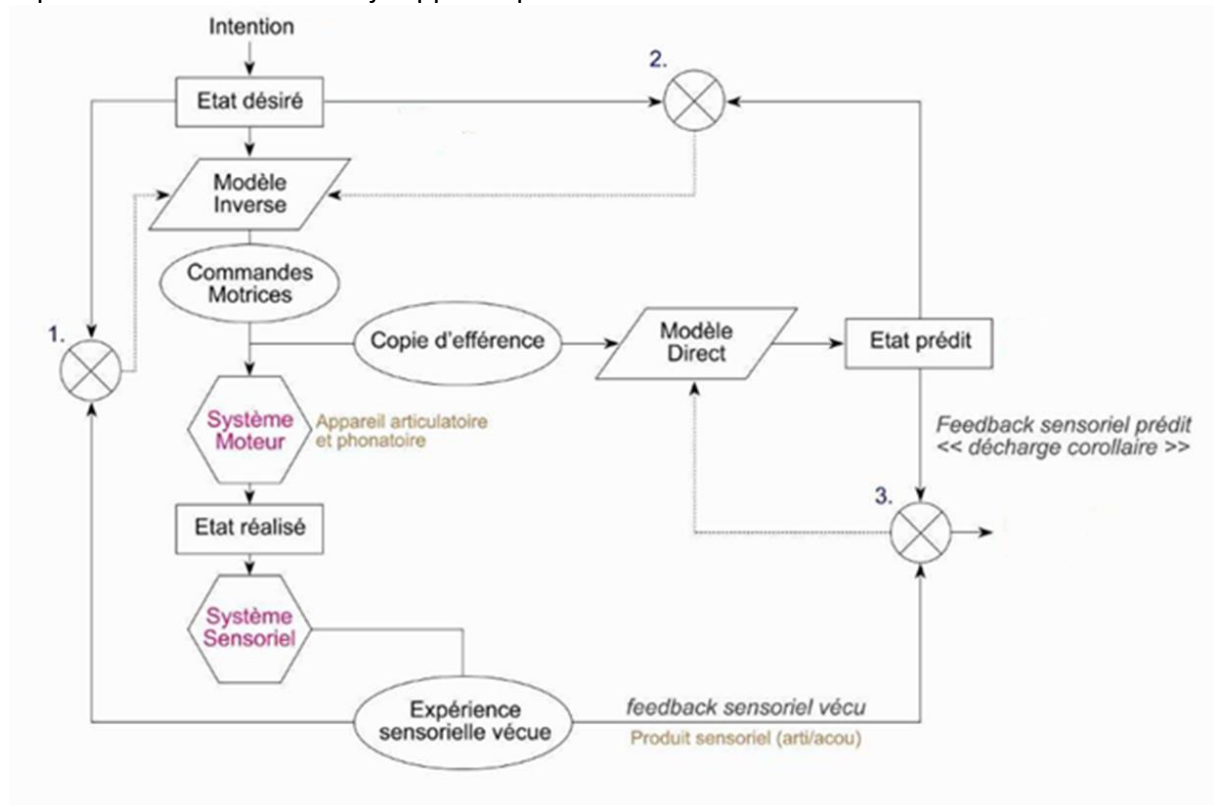 Intention
2.
Etat désiré
Modèle
Inverse
Commandes
Motrices
1.
Copie d'efférence
Modèle
Direct
Etat prédit
Système
Moteur
Appareil articulatoire
et phonatoire
Feedback sensoriel prédit
<< décharge corollaire >>
3.
Etat réalisé
Système
Sensoriel
Expérience
sensorielle vécue
feedback sensoriel vécu
Produit sensoriel (arti/acou)